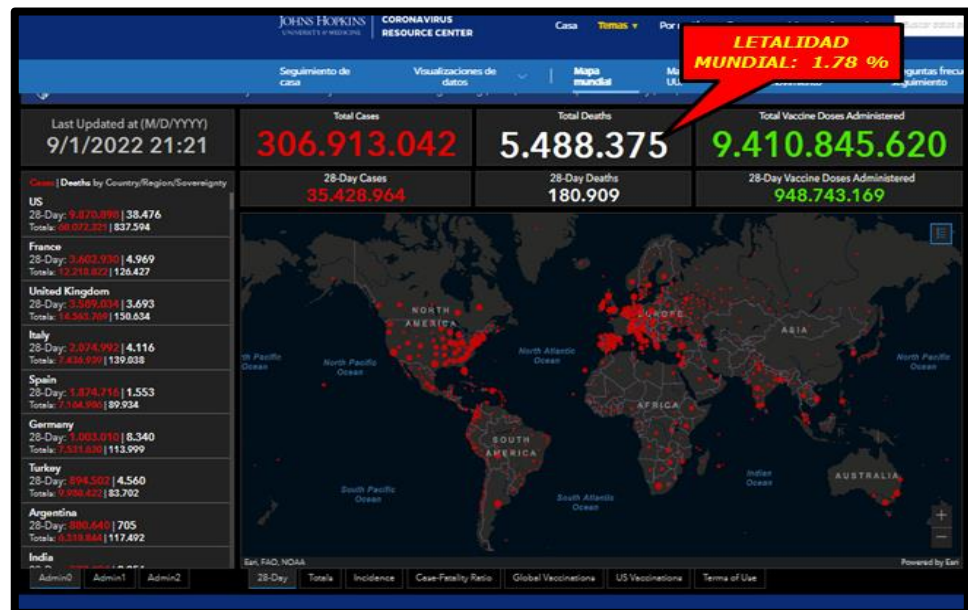 JOHNS HOPKINS
UNIVERSITY & MEDICINE
CORONAVIRUS
RESOURCE CENTER
Casa
Temas
Por
LETALIDAD
MUNDIAL: 1.78 %
Seguimiento de
casa
Visualizaciones de
datos
Mapa
mundial
seguimiento
Last Updated at (M/D/YYYY)
9/1/2022 21:21
Total Cases
306.913.042
Total Deaths
5.488.375
Total Vaccine Doses Administered
9.410.845.620
28-Day Cases
35.428.964
28-Day Deaths
180.909
28-Day Vaccine Doses Administered
948.743.169
Cases | Deaths by Country/Region/Sovereignty
US
28-Day: 9.870.898 | 38.476
Totals: 60.072.321 | 837.594
France
28-Day: 3.602.930 | 4.969
Totals: 12.218.022 | 126.427
United Kingdom
28-Day: 3.589.034 | 3.693
Totals: 14.563.769 | 150.634
Italy
28-Day: 2.074.992 | 4.116
Totals: 7.436.939 | 139.038
Spain
28-Day: 1.874.716 | 1.553
Totals: 7.164.906 | 89.934
Germany
28-Day: 1.003.010 | 8.340
Totals: 7.531.630 | 113.999
Turkey
28-Day: 894.502 | 4.560
Totals: 9.980.422 | 83.702
Argentina
28-Day: 880.640 | 705
Totals: 6.318.844 | 117.492
India
Admin0
Admin1
Admin2
NORTH
AMERICA
EUROPE
ASIA
North Pacific
Ocean
North Pacific
Ocean
North Atlantic
Ocean
North Pacific
Ocean
AFRICA
SOUTH
AMERICA
Indian
Ocean
AUSTRALIA
South Pacific
Ocean
South Atlantic
Ocean
Esri, FAO, NOAA
Powered by Esri
28-Day
Totals
Incidence
Case-Fatality Ratio
Global Vaccinations
US Vaccinations
Terms of Use